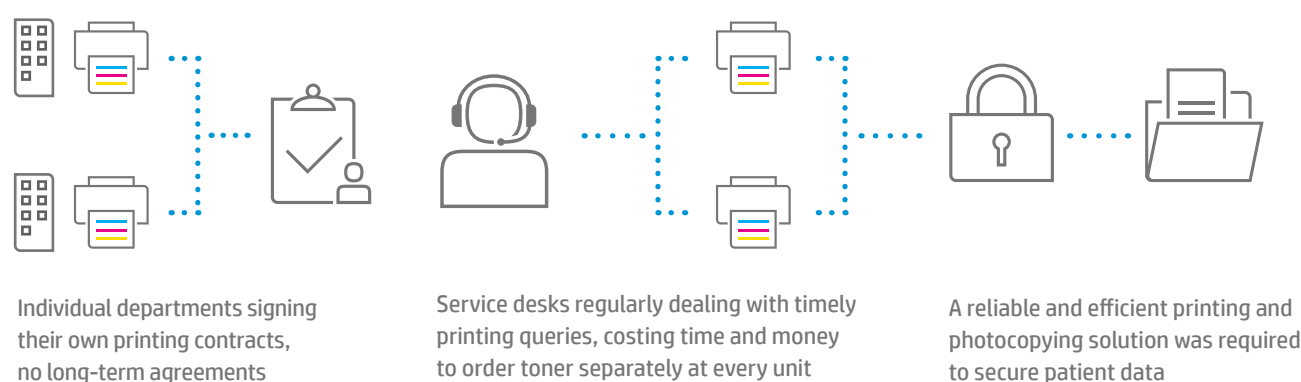 Individual departments signing
their own printing contracts,
no long-term agreements
Service desks regularly dealing with timely
printing queries, costing time and money
to order toner separately at every unit
A reliable and efficient printing and
photocopying solution was required
to secure patient data